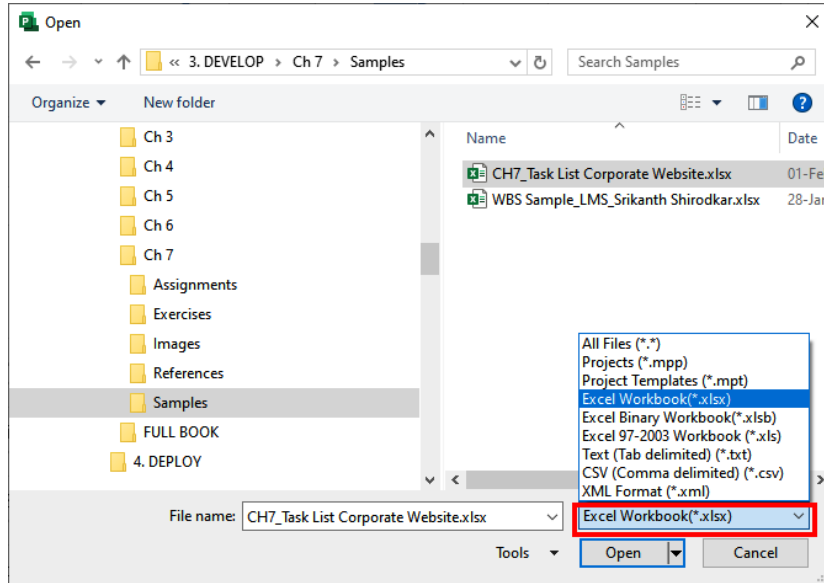 Open
« 3. DEVELOP > Ch 7 > Samples
Search Samples
Organize
New folder
Ch 3
Ch 4
Ch 5
Ch 6
Ch 7
Assignments
Exercises
Images
References
Samples
FULL BOOK
4. DEPLOY
Name
Date
CH7_Task List Corporate Website.xlsx
01-Fe
WBS Sample_LMS_Srikanth Shirodkar.xlsx
28-Jan
All Files (*.*)
Projects (*.mpp)
Project Templates (*.mpt)
Excel Workbook(*.xlsx)
Excel Binary Workbook(*.xlsb)
Excel 97-2003 Workbook (*.xls)
Text (Tab delimited) (*.txt)
CSV (Comma delimited) (*.csv)
XML Format (*.xml)
File name:
CH7_Task List Corporate Website.xlsx
Excel Workbook(*.xlsx)
Tools
Open
Cancel